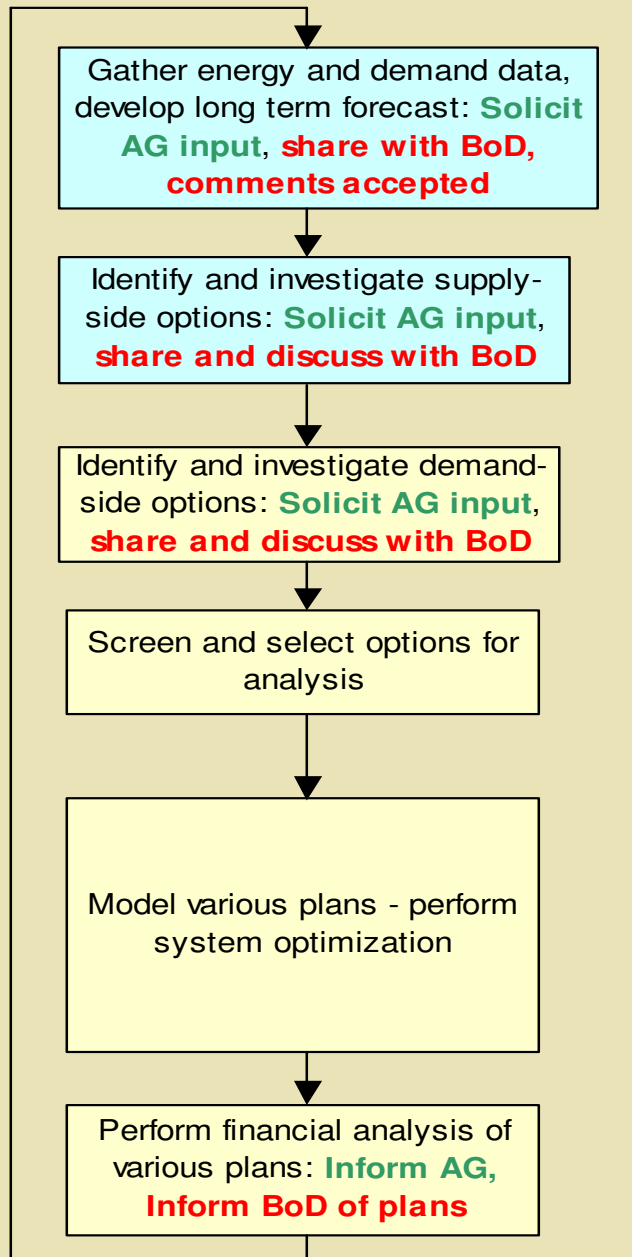 Gather energy and demand data,
develop long term forecast: Solicit
AG input, share with BoD,
comments accepted
Identify and investigate supply-
side options: Solicit AG input,
share and discuss with BoD
Identify and investigate demand-
side options: Solicit AG input,
share and discuss with BoD
Screen and select options for
analysis
Model various plans - perform
system optimization
Perform financial analysis of
various plans: Inform AG,
Inform BoD of plans